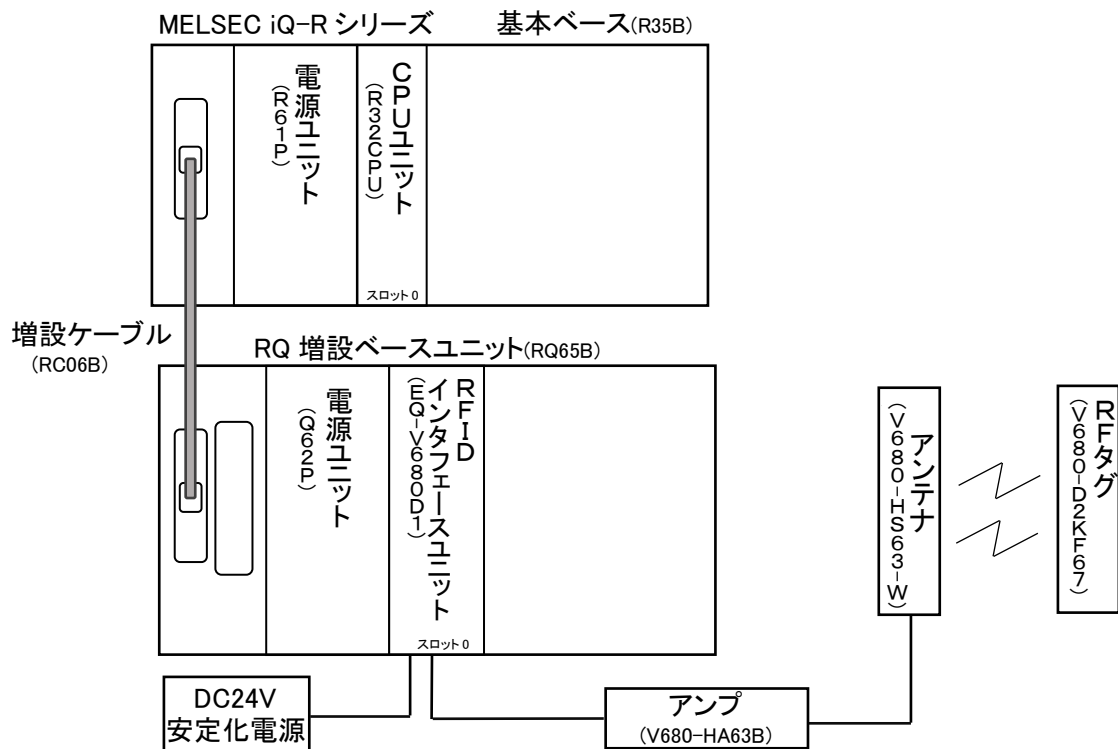 MELSEC iQ-R シリーズ 基本ベース(R35B)
電源ユニット
(R61P)
CPUユニット
(R32CPU)
スロット 0
増設ケーブル
(RC06B)
RQ 増設ベースユニット(RQ65B)
電源ユニット
(Q62P)
RFID
インタフェースユニット
(EQ-V680D1)
スロット 0
アンテナ
(V680-HS63-W)
RFタグ
(V680-D2KF67)
DC24V
安定化電源
アンプ
(V680-HA63B)